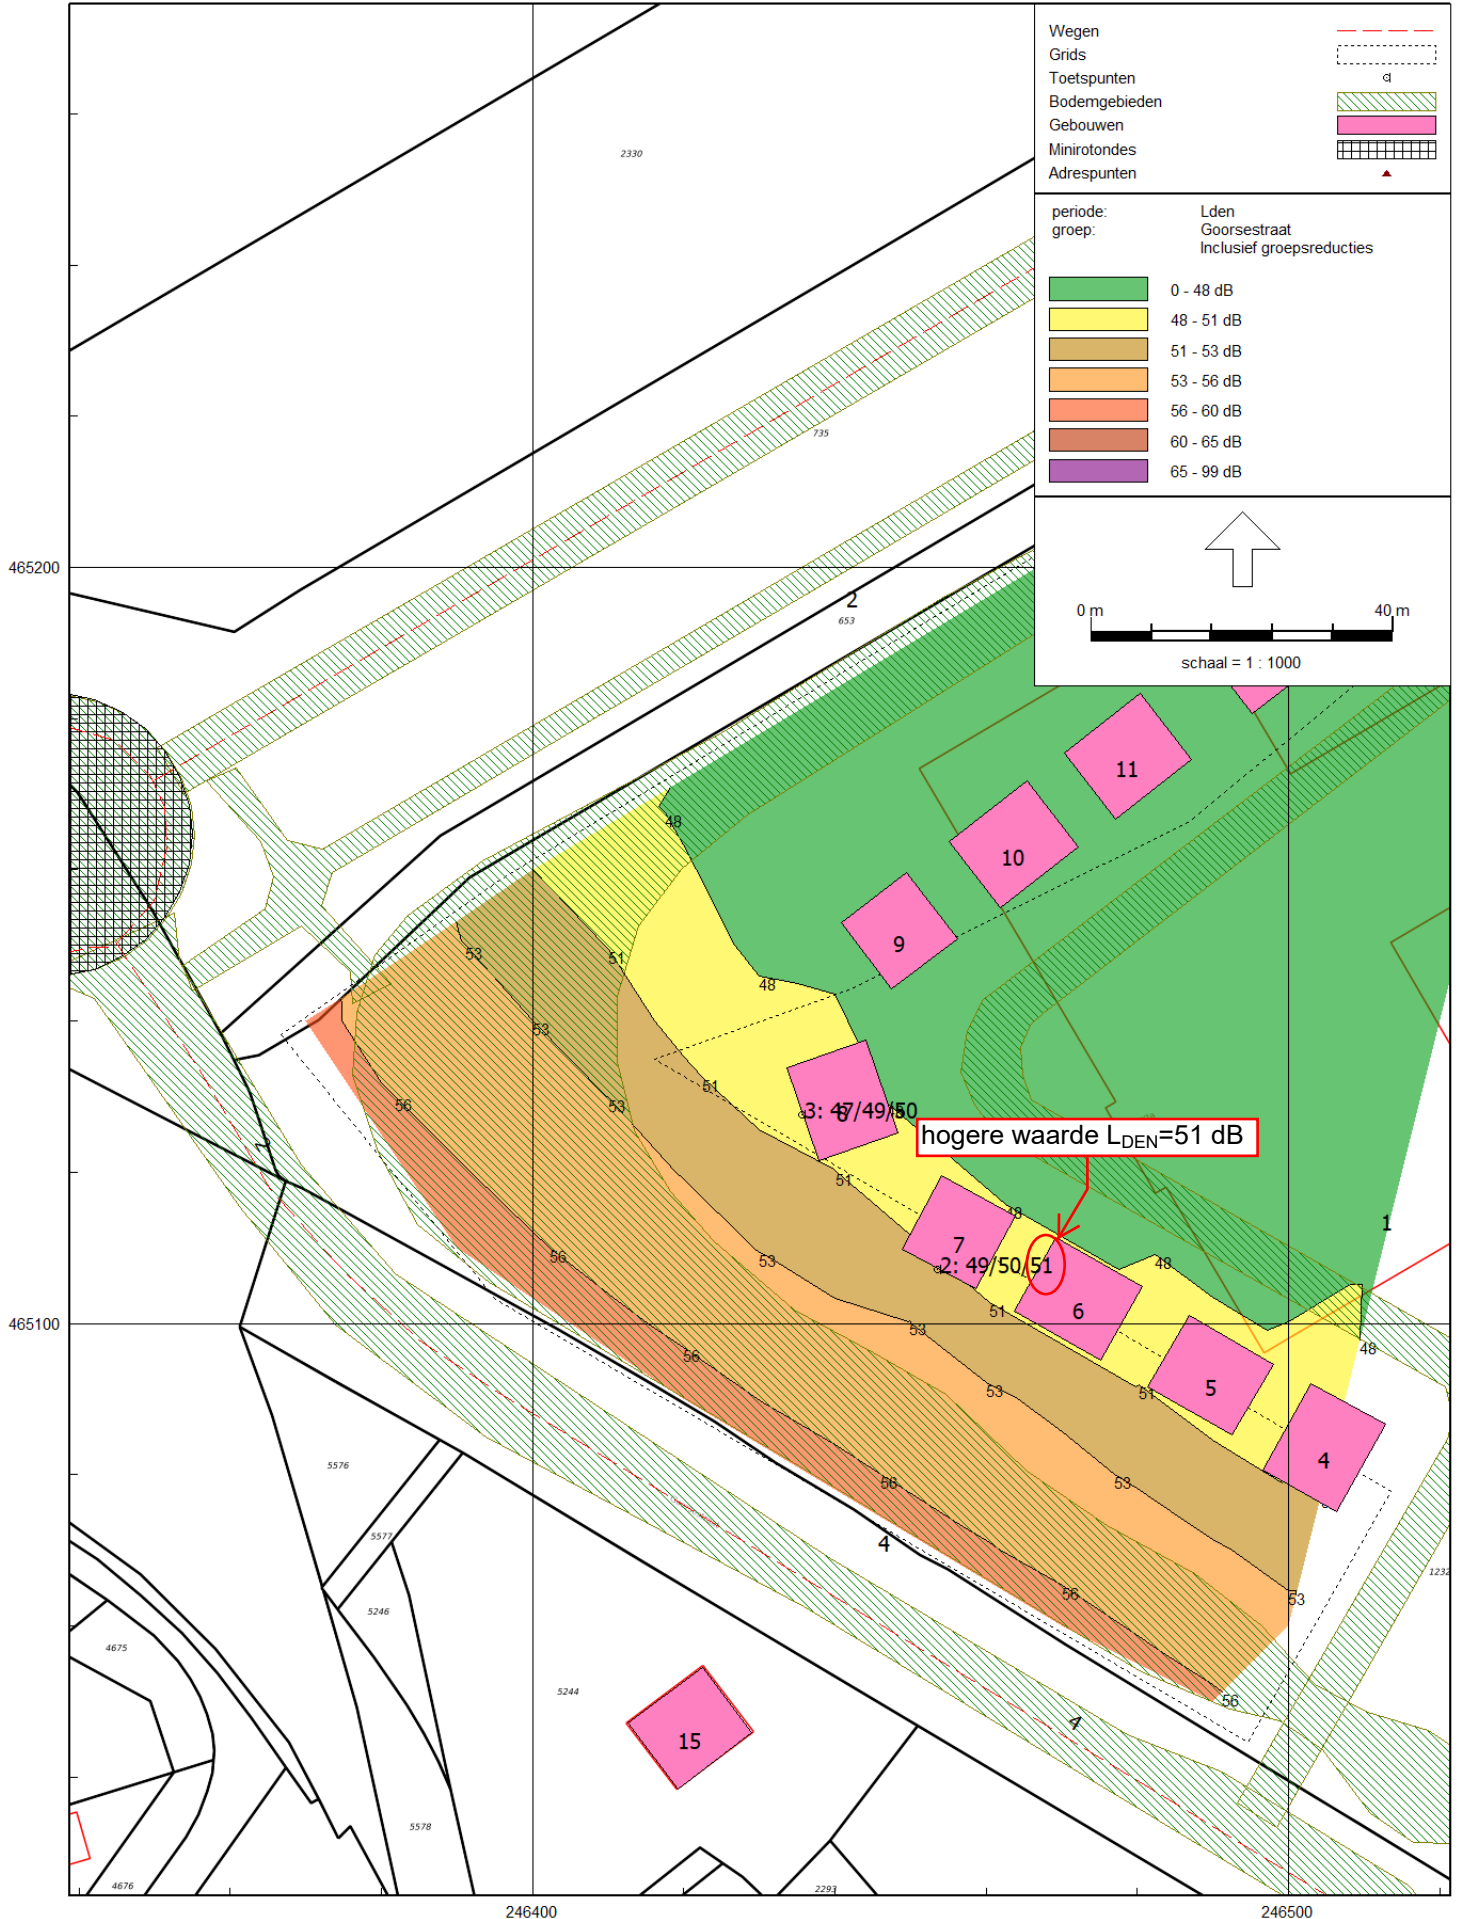 Wegen
Grids
Toetspunten
Bodemgebieden
Gebouwen
Minirotondes
Adrespunten
periode: Lden
groep: Goorsestraat
Inclusief groepsreducties
0 - 48 dB
48 - 51 dB
51 - 53 dB
53 - 56 dB
56 - 60 dB
60 - 65 dB
65 - 99 dB
0 m 40 m
schaal = 1 : 1000
2330
735
465200
2
653
11
48
10
9
53
51
48
53
51
56
53
3: 47/49/50
8
hogere waarde LDEN=51 dB
2
51
48
1
7
56
53
2: 49/50/51
48
51
6
465100
53
48
56
5
53
51
4
5576
56
53
5577
4
56
53
1232
5246
4675
5244
56
4
15
5578
4676
2293
246400
246500